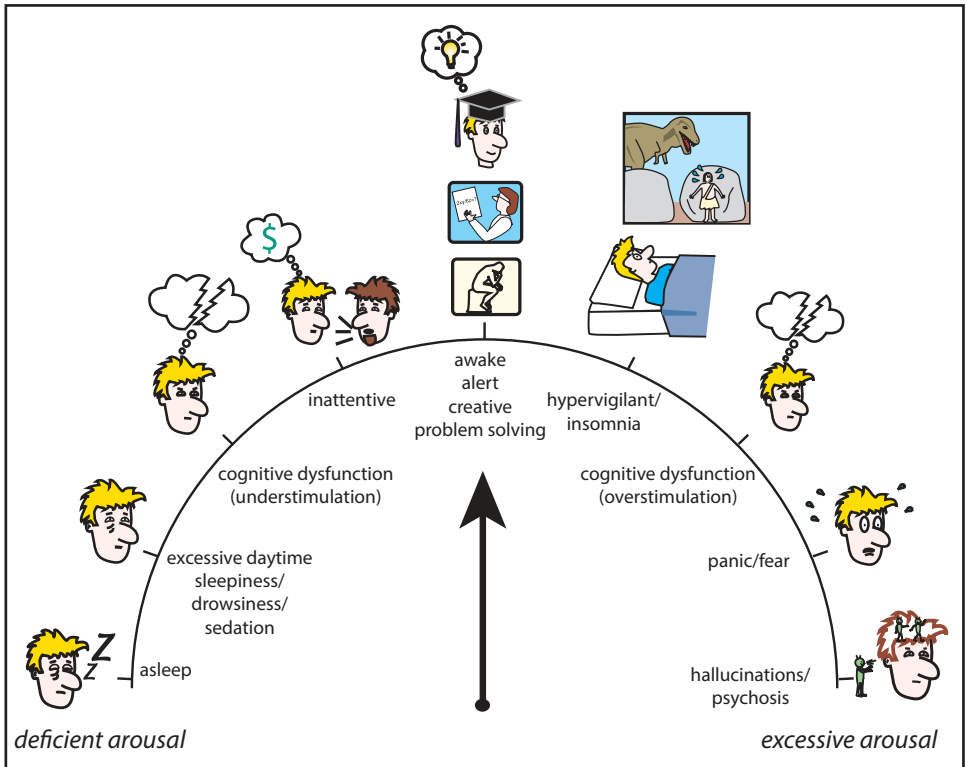 $
inattentive
awake
alert
creative
problem solving
hypervigilant/
insomnia
cognitive dysfunction
(understimulation)
cognitive dysfunction
(overstimulation)
excessive daytime
sleepiness/
drowsiness/
sedation
panic/fear
Z
z
z
asleep
hallucinations/
psychosis
deficient arousal
excessive arousal